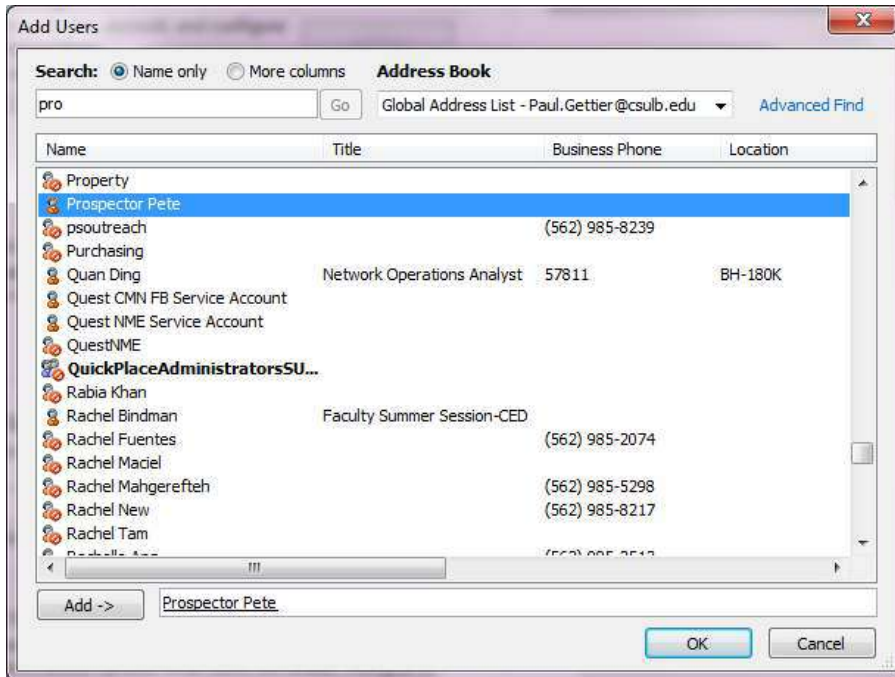 Add Users
Search: Name only More columns Address Book
pro Go Global Address List - Paul.Gettier@csulb.edu Advanced Find
Name Title Business Phone Location
Property
Prospector Pete
psoutreach (562) 985-8239
Purchasing
Quan Ding Network Operations Analyst 57811 BH-180K
Quest CMN FB Service Account
Quest NME Service Account
QuestNME
QuickPlaceAdministratorsSU...
Rabia Khan
Rachel Bindman Faculty Summer Session-CED
Rachel Fuentes (562) 985-2074
Rachel Maciel
Rachel Mahgerefteh (562) 985-5298
Rachel New (562) 985-8217
Rachel Tam
Add -> Prospector Pete
OK Cancel